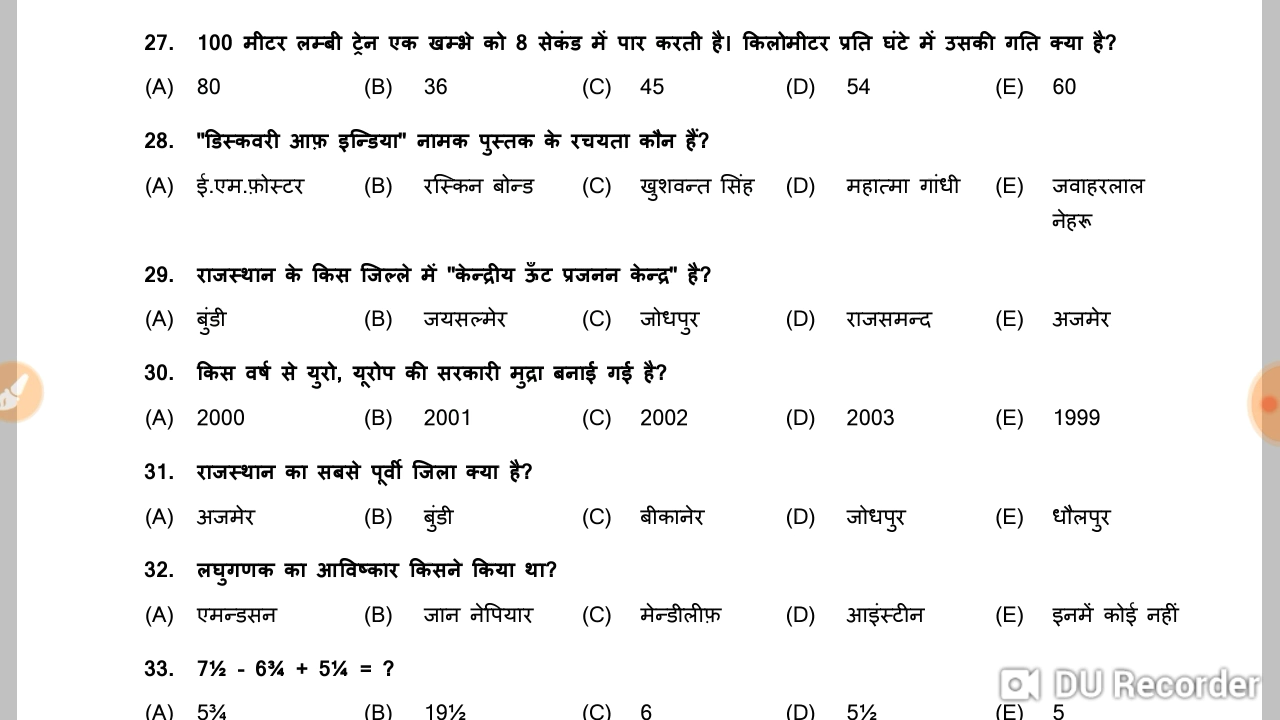 27. 100 मीटर लम्बी ट्रेन एक खम्भे को 8 सेकंड में पार करती है। किलोमीटर प्रति घंटे में उसकी गति क्या है?
(A) 80 (B) 36 (C) 45 (D) 54 (E) 60
28. "डिस्कवरी आफ़ इन्डिया" नामक पुस्तक के रचयता कौन हैं?
(A) ई.एम.फ़ोस्टर (B) रस्किन बोन्ड (C) खुशवन्त सिंह (D) महात्मा गांधी (E) जवाहरलाल
नेहरू
29. राजस्थान के किस जिल्ले में "केन्द्रीय ऊँट प्रजनन केन्द्र" है?
(A) बुंडी (B) जयसल्मेर (C) जोधपुर (D) राजसमन्द (E) अजमेर
30. किस वर्ष से युरो, यूरोप की सरकारी मुद्रा बनाई गई है?
(A) 2000 (B) 2001 (C) 2002 (D) 2003 (E) 1999
31. राजस्थान का सबसे पूर्वी जिला क्या है?
(A) अजमेर (B) बुंडी (C) बीकानेर (D) जोधपुर (E) धौलपुर
32. लघुगणक का आविष्कार किसने किया था?
(A) एमन्डसन (B) जान नेपियार (C) मेन्डीलीफ़ (D) आइंस्टीन (E) इनमें कोई नहीं
33. 7½ - 6¾ + 5¼ = ?
(A) 5¾ (B) 19½ (C) 6 (D) 5½ (E) 5
DU Recorder